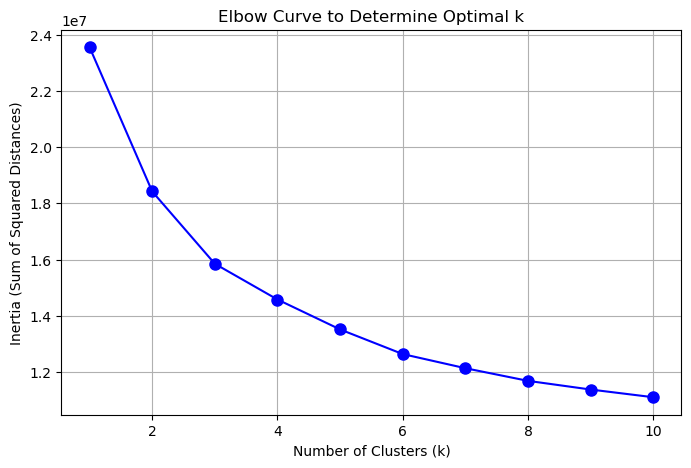 Elbow Curve to Determine Optimal k
1e7
2.4
2.2
2.0
1.8
1.6
1.4
1.2
Inertia (Sum of Squared Distances)
2 4 6 8 10
Number of Clusters (k)